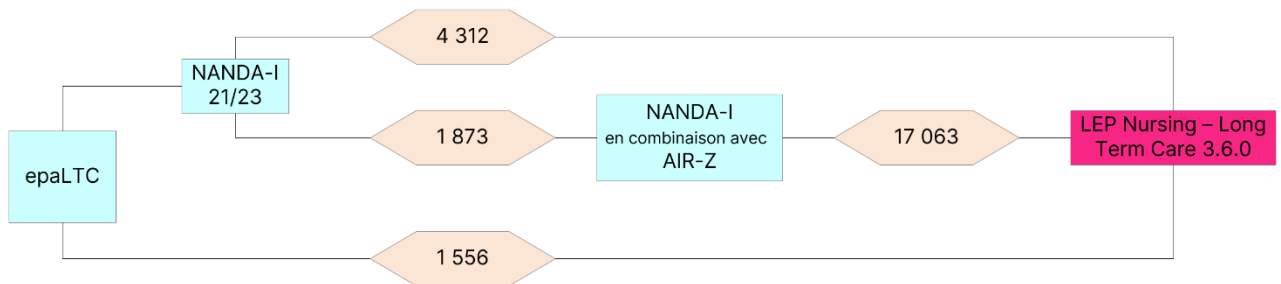 4 312
NANDA-I
21/23
NANDA-I
en combinaison avec
AIR-Z
1 873
17 063
LEP Nursing – Long
Term Care 3.6.0
epaLTC
1 556